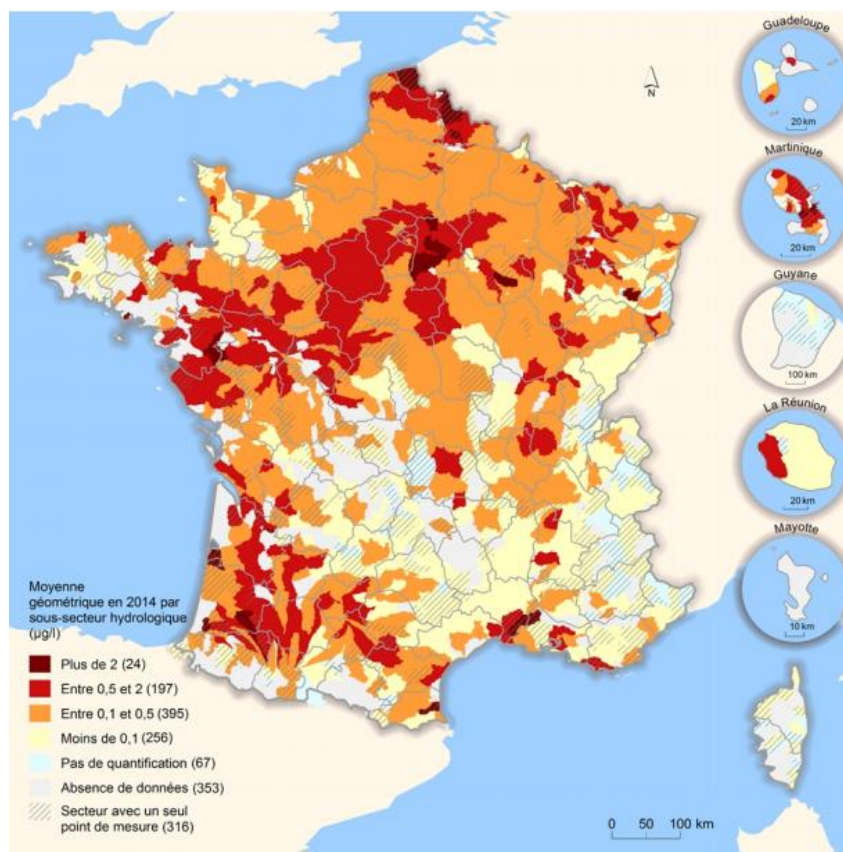 Guadeloupe
20 km
N
Martinique
20 km
Guyane
100 km
La Réunion
20 km
Mayotte
10 km
Moyenne
géométrique en 2014 par
sous-secteur hydrologique
(µg/l)
Plus de 2 (24)
Entre 0,5 et 2 (197)
Entre 0,1 et 0,5 (395)
Moins de 0,1 (256)
Pas de quantification (67)
Absence de données (353)
Secteur avec un seul
point de mesure (316)
0 50 100 km